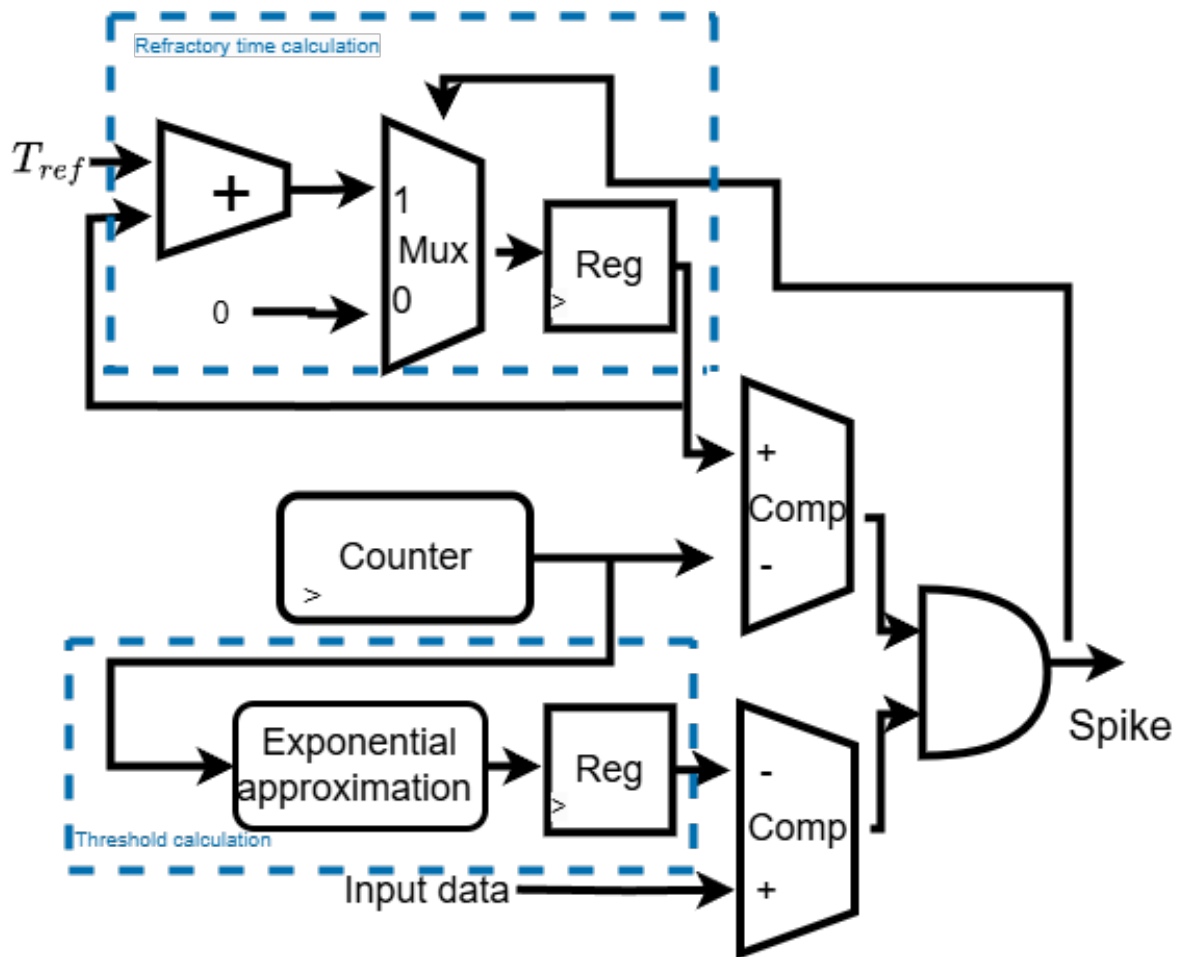 Refractory time calculation
T_ref
+
1
Mux
0
0
Reg
>
+
Comp
-
Counter
>
Exponential
approximation
Reg
>
Threshold calculation
-
Comp
+
Input data
Spike